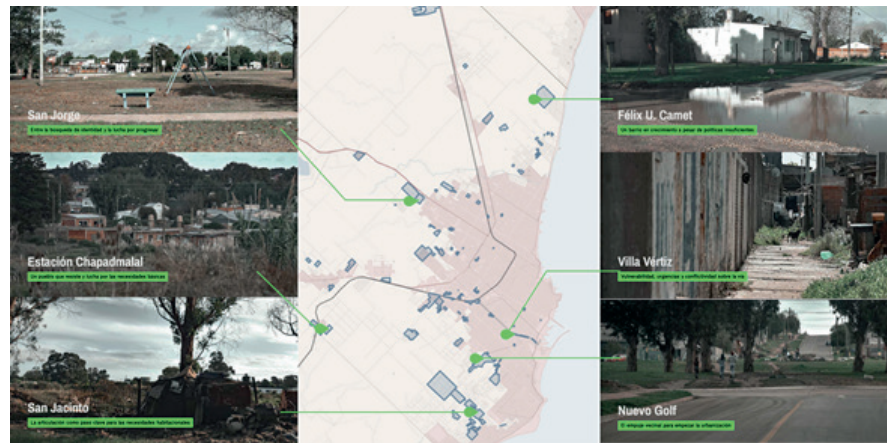 San Jorge
Entre la búsqueda de identidad y la lucha por progresar
Estación Chapadmalal
Un pueblo que resiste y lucha por las necesidades básicas
San Jacinto
La articulación como paso clave para las necesidades habitacionales
Félix U. Camet
Un barrio en crecimiento a pesar de políticas insuficientes
Villa Vértiz
Vulnerabilidad, urgencias y conflictividad sobre la vía
Nuevo Golf
El empuje vecinal para empezar la urbanización